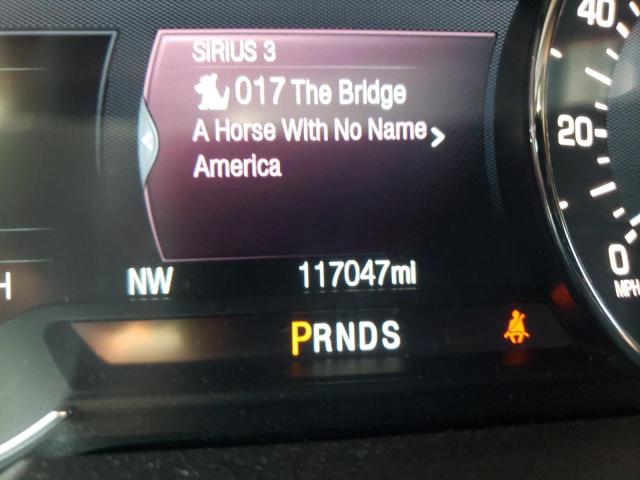 SIRIUS 3
017 The Bridge
A Horse With No Name
America
NW
117047mi
PRNDS
40
20
0
MPH
H